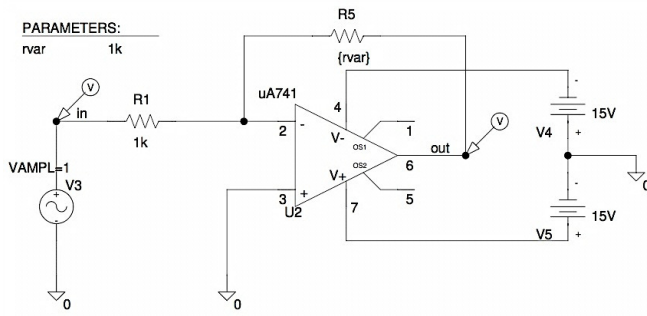 PARAMETERS:
rvar 1k
R5
{rvar}
V
in
R1
1k
uA741
4
2
-
V-
OS1
1
OS2
V+
6
out
V
3
+
U2
7
5
VAMPL=1
V3
+
-
0
0
-
15V
V4
+
0
-
15V
V5
+